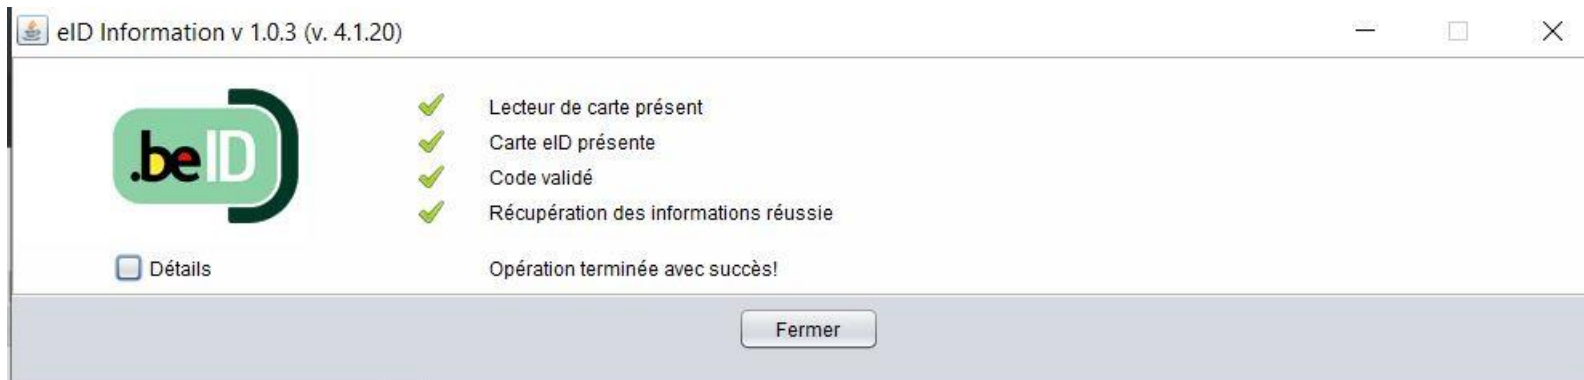 eID Information v 1.0.3 (v. 4.1.20)
.beID
Lecteur de carte présent
Carte eID présente
Code validé
Récupération des informations réussie
Détails
Opération terminée avec succès!
Fermer